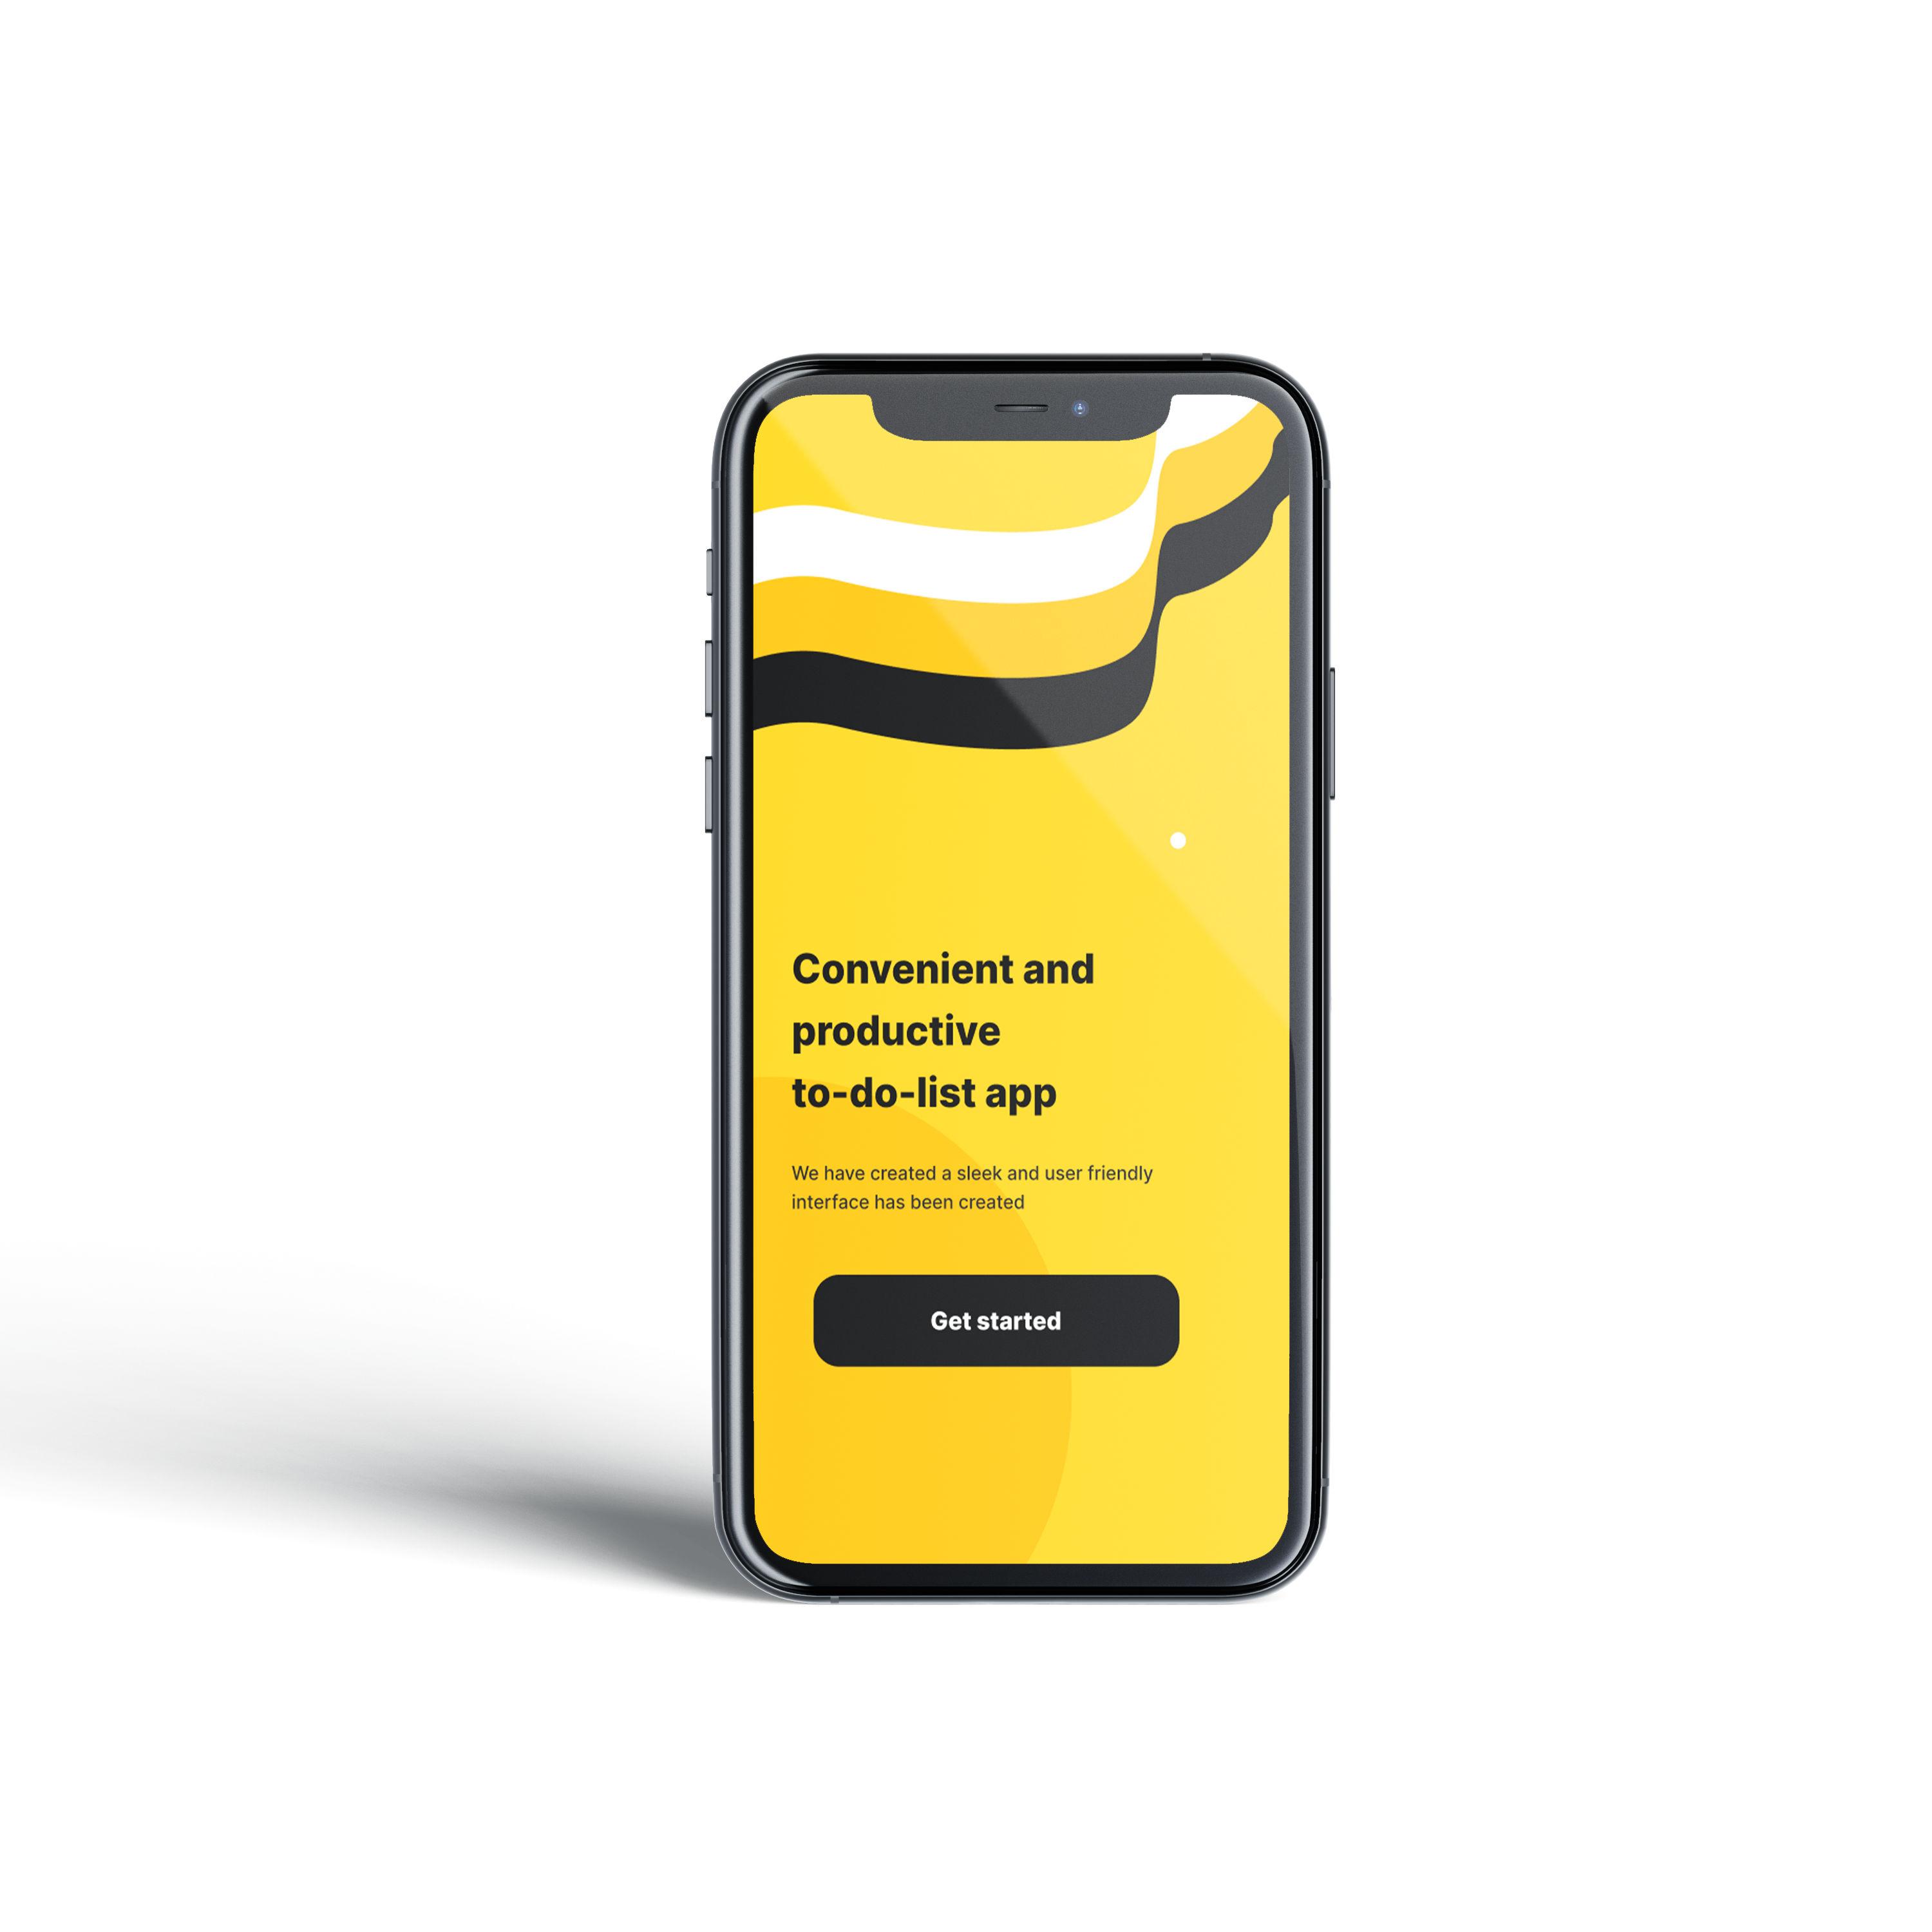 Convenient and
productive
to-do-list app
We have created a sleek and user friendly
interface has been created
Get started